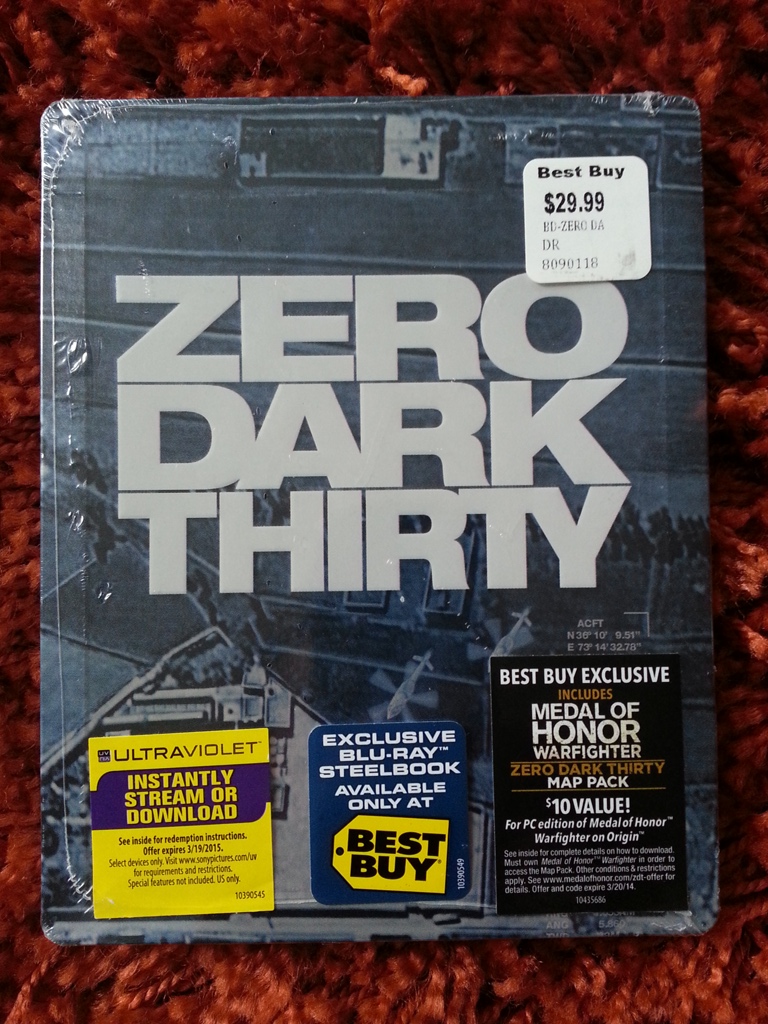 Best Buy
$29.99
BD-ZERO DA
DR
8090118
ZERO
DARK
THIRTY
ACFT
N 36° 10' 9.51"
E 73° 14' 32.78"
BEST BUY EXCLUSIVE
INCLUDES
MEDAL OF
HONOR
WARFIGHTER
ZERO DARK THIRTY
MAP PACK
$10 VALUE!
For PC edition of Medal of Honor™
Warfighter on Origin™
See inside for complete details on how to download.
Must own Medal of Honor™ Warfighter in order to
access the Map Pack. Other conditions & restrictions
apply. See www.medalofhonor.com/zdt-offer for
details. Offer and code expire 3/20/14.
10435686
EXCLUSIVE
BLU-RAY™
STEELBOOK
AVAILABLE
ONLY AT
BEST
BUY
10390549
UV
ULTRAVIOLET™
INSTANTLY
STREAM OR
DOWNLOAD
See inside for redemption instructions.
Offer expires 3/19/2015.
Select devices only. Visit www.sonypictures.com/uv
for requirements and restrictions.
Special features not included. US only.
10390545